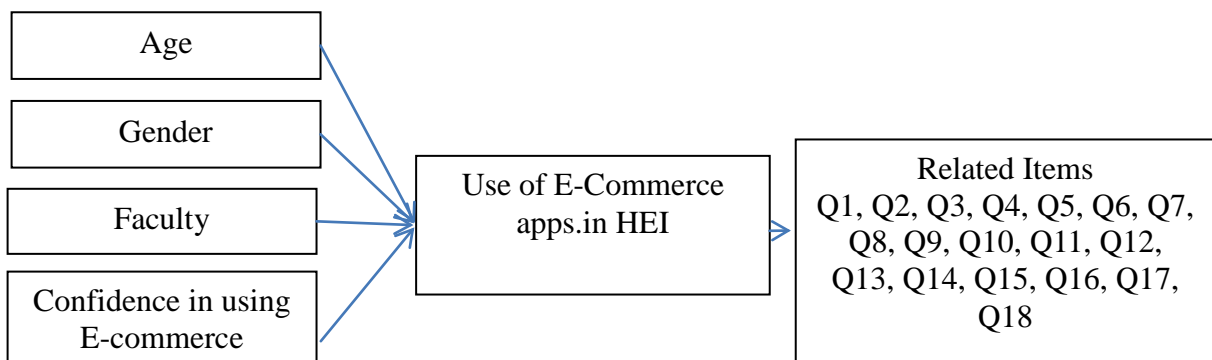 Age
Gender
Faculty
Confidence in using
E-commerce
Use of E-Commerce
apps.in HEI
Related Items
Q1, Q2, Q3, Q4, Q5, Q6, Q7,
Q8, Q9, Q10, Q11, Q12,
Q13, Q14, Q15, Q16, Q17,
Q18